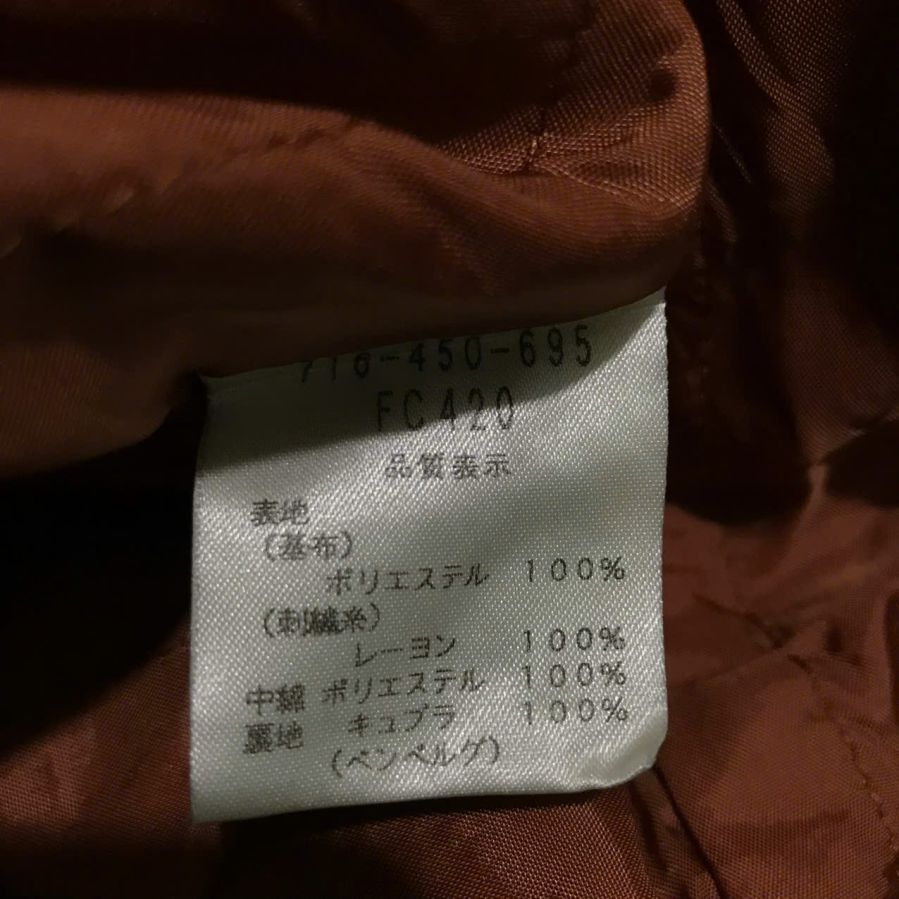 716-450-695
FC420
品質表示
表地
(基布)
ポリエステル 100%
(刺繍糸)
レーヨン 100%
中綿 ポリエステル 100%
裏地 キュプラ 100%
(ベンベルグ)